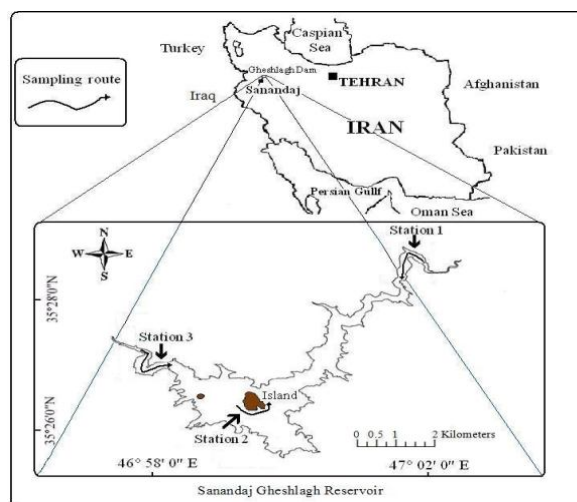 Caspian
Sea
Turkey
Gheshlagh Dam
Sampling route
Sanandaj
TEHRAN
Afghanistan
Iraq
IRAN
Pakistan
Persian Gullf
Oman Sea
Station 1
N
W E
S
35°28'0"N
Station 3
Island
35°26'0"N
Station 2
0 0.5 1 2 Kilometers
46°58' 0" E
47°02' 0" E
Sanandaj Gheshlagh Reservoir